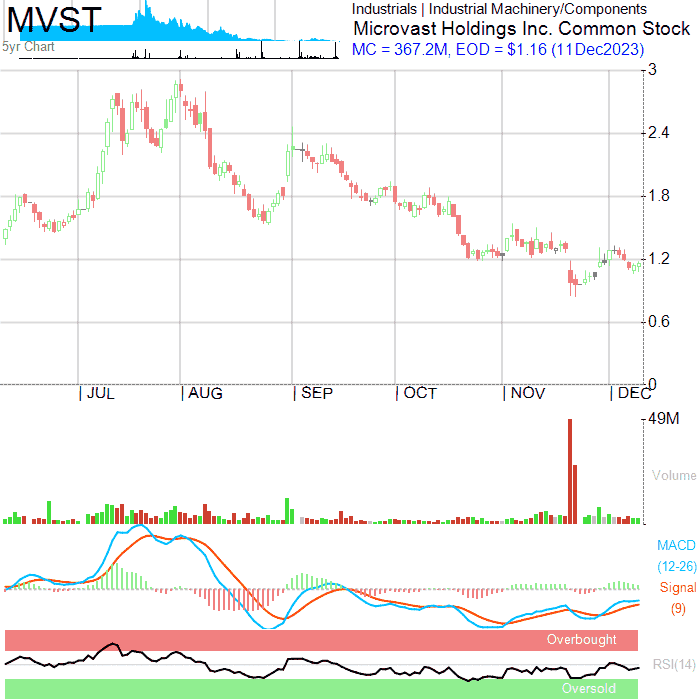 MVST
Industrials | Industrial Machinery/Components
Microvast Holdings Inc. Common Stock
5yr Chart
MC = 367.2M, EOD = $1.16 (11Dec2023)
3
2.4
1.8
1.2
0.6
0
JUL AUG SEP OCT NOV DEC
49M
Volume
MACD
(12-26)
Signal
(9)
Overbought
RSI(14)
Oversold